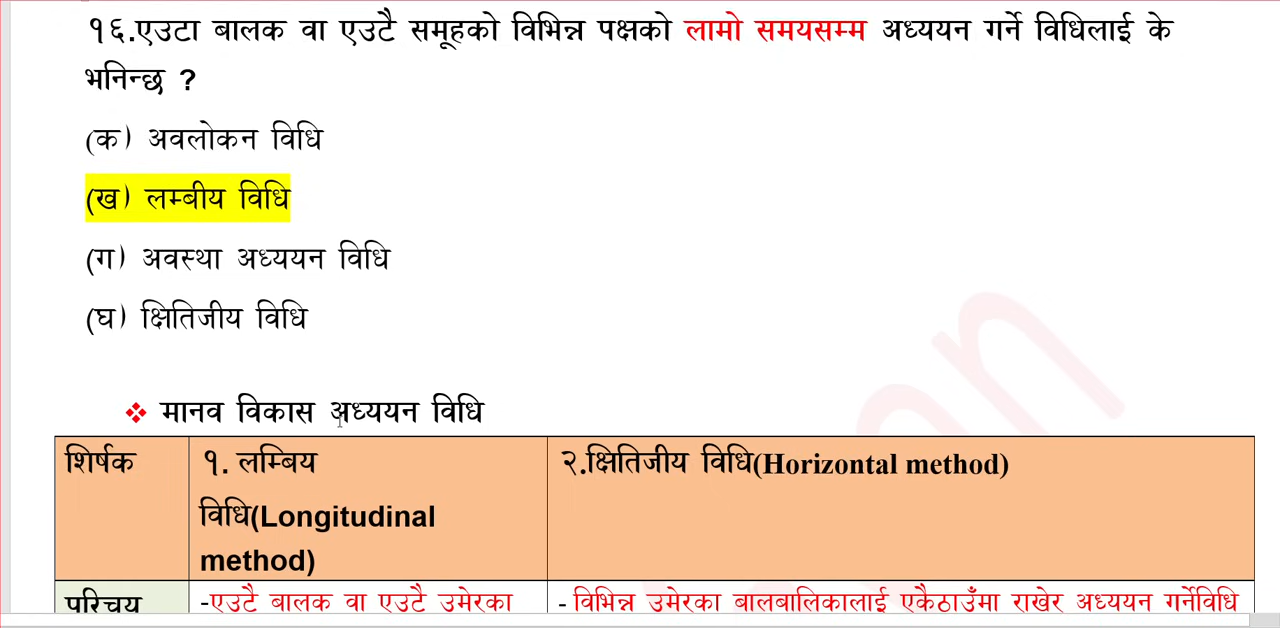 १६.एउटा बालक वा एउटै समूहको विभिन्न पक्षको लामो समयसम्म अध्ययन गर्ने विधिलाई के
भनिन्छ ?
(क) अवलोकन विधि
(ख) लम्बीय विधि
(ग) अवस्था अध्ययन विधि
(घ) क्षितिजीय विधि
❖ मानव विकास अध्ययन विधि
शिर्षक
१. लम्बिय
विधि(Longitudinal
method)
२.क्षितिजीय विधि(Horizontal method)
परिचय
-एउटै बालक वा एउटै उमेरका
- विभिन्न उमेरका बालबालिकालाई एकैठाउँमा राखेर अध्ययन गर्नेविधि